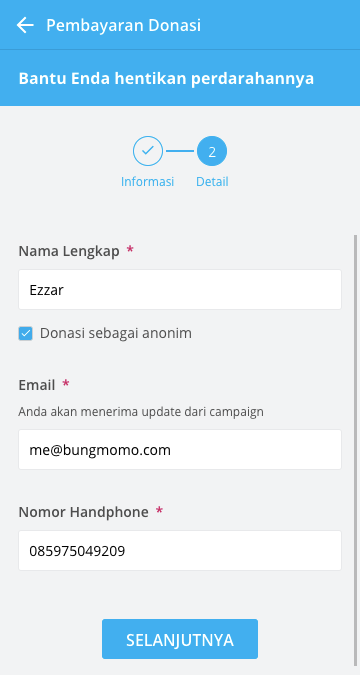 Pembayaran Donasi
Bantu Enda hentikan perdarahannya
2
Informasi Detail
Nama Lengkap *
Ezzar
Donasi sebagai anonim
Email *
Anda akan menerima update dari campaign
me@bungmomo.com
Nomor Handphone *
085975049209
SELANJUTNYA